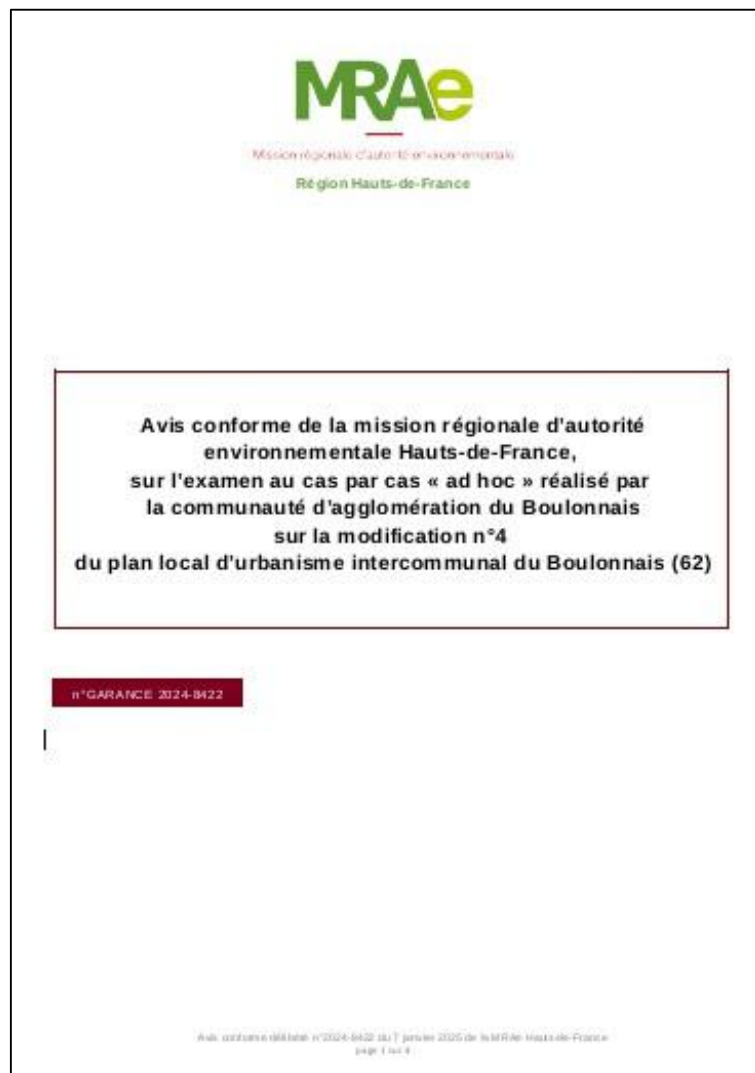 MRAe
Mission régionale d'autorité environnementale
Région Hauts-de-France
Avis conforme de la mission régionale d'autorité
environnementale Hauts-de-France,
sur l'examen au cas par cas « ad hoc » réalisé par
la communauté d'agglomération du Boulonnais
sur la modification n°4
du plan local d'urbanisme intercommunal du Boulonnais (62)
n°GARANCE 2024-8422
Avis conforme délibéré n°2024-8422 du 7 janvier 2025 de la MRAe Hauts-de-France
page 1 sur 4